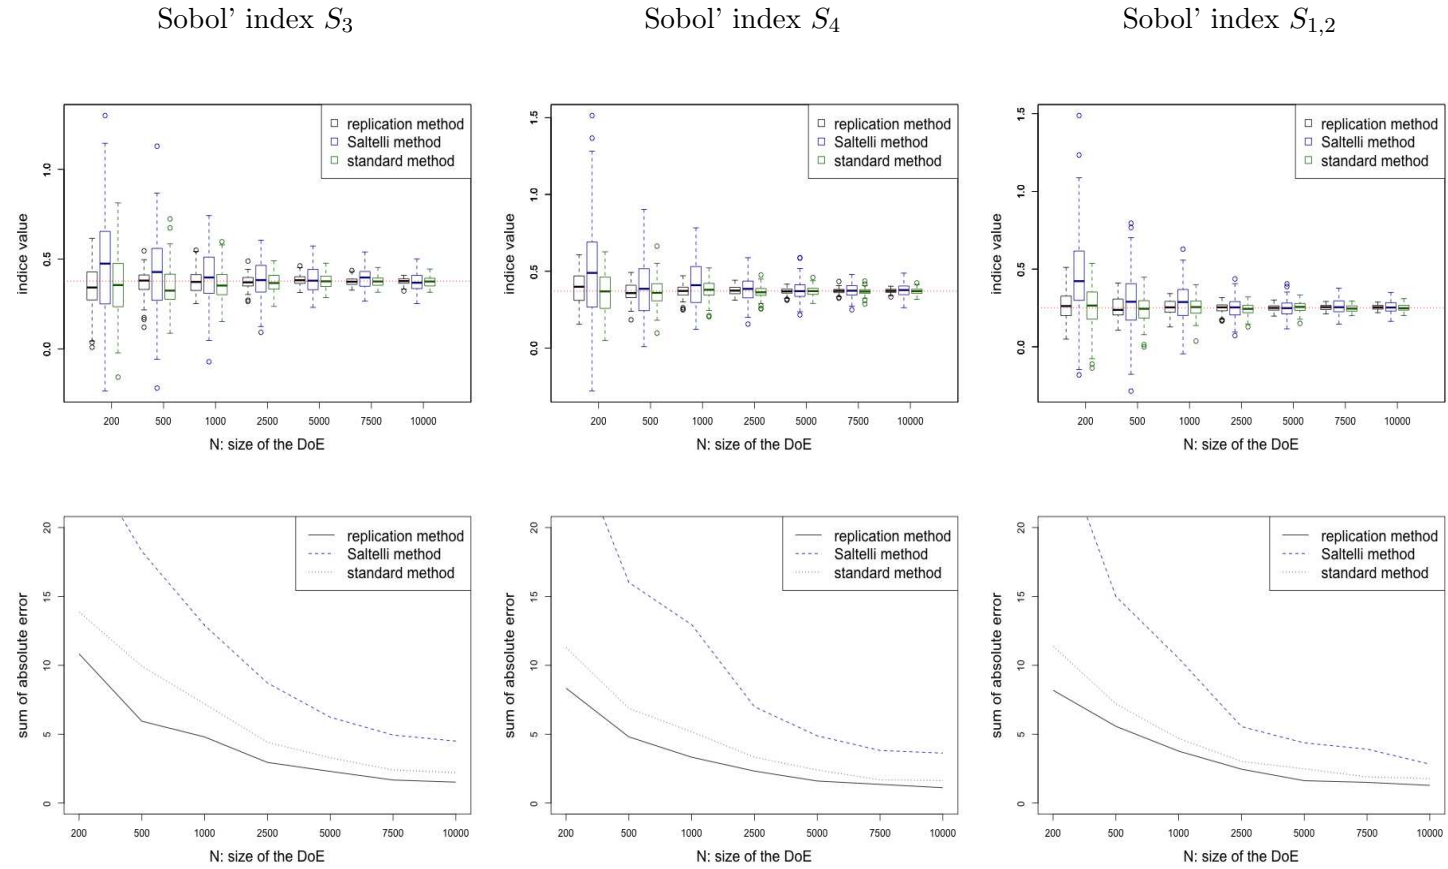 Sobol' index S3
Sobol' index S4
Sobol' index S1,2
replication method
Saltelli method
standard method
indice value
0.0
0.5
1.0
200
500
1000
2500
5000
7500
10000
N: size of the DoE
replication method
Saltelli method
standard method
indice value
0.0
0.5
1.0
1.5
200
500
1000
2500
5000
7500
10000
N: size of the DoE
replication method
Saltelli method
standard method
indice value
0.0
0.5
1.0
1.5
200
500
1000
2500
5000
7500
10000
N: size of the DoE
replication method
Saltelli method
standard method
sum of absolute error
0
5
10
15
20
200
500
1000
2500
5000
7500
10000
N: size of the DoE
replication method
Saltelli method
standard method
sum of absolute error
0
5
10
15
20
200
500
1000
2500
5000
7500
10000
N: size of the DoE
replication method
Saltelli method
standard method
sum of absolute error
0
5
10
15
20
200
500
1000
2500
5000
7500
10000
N: size of the DoE